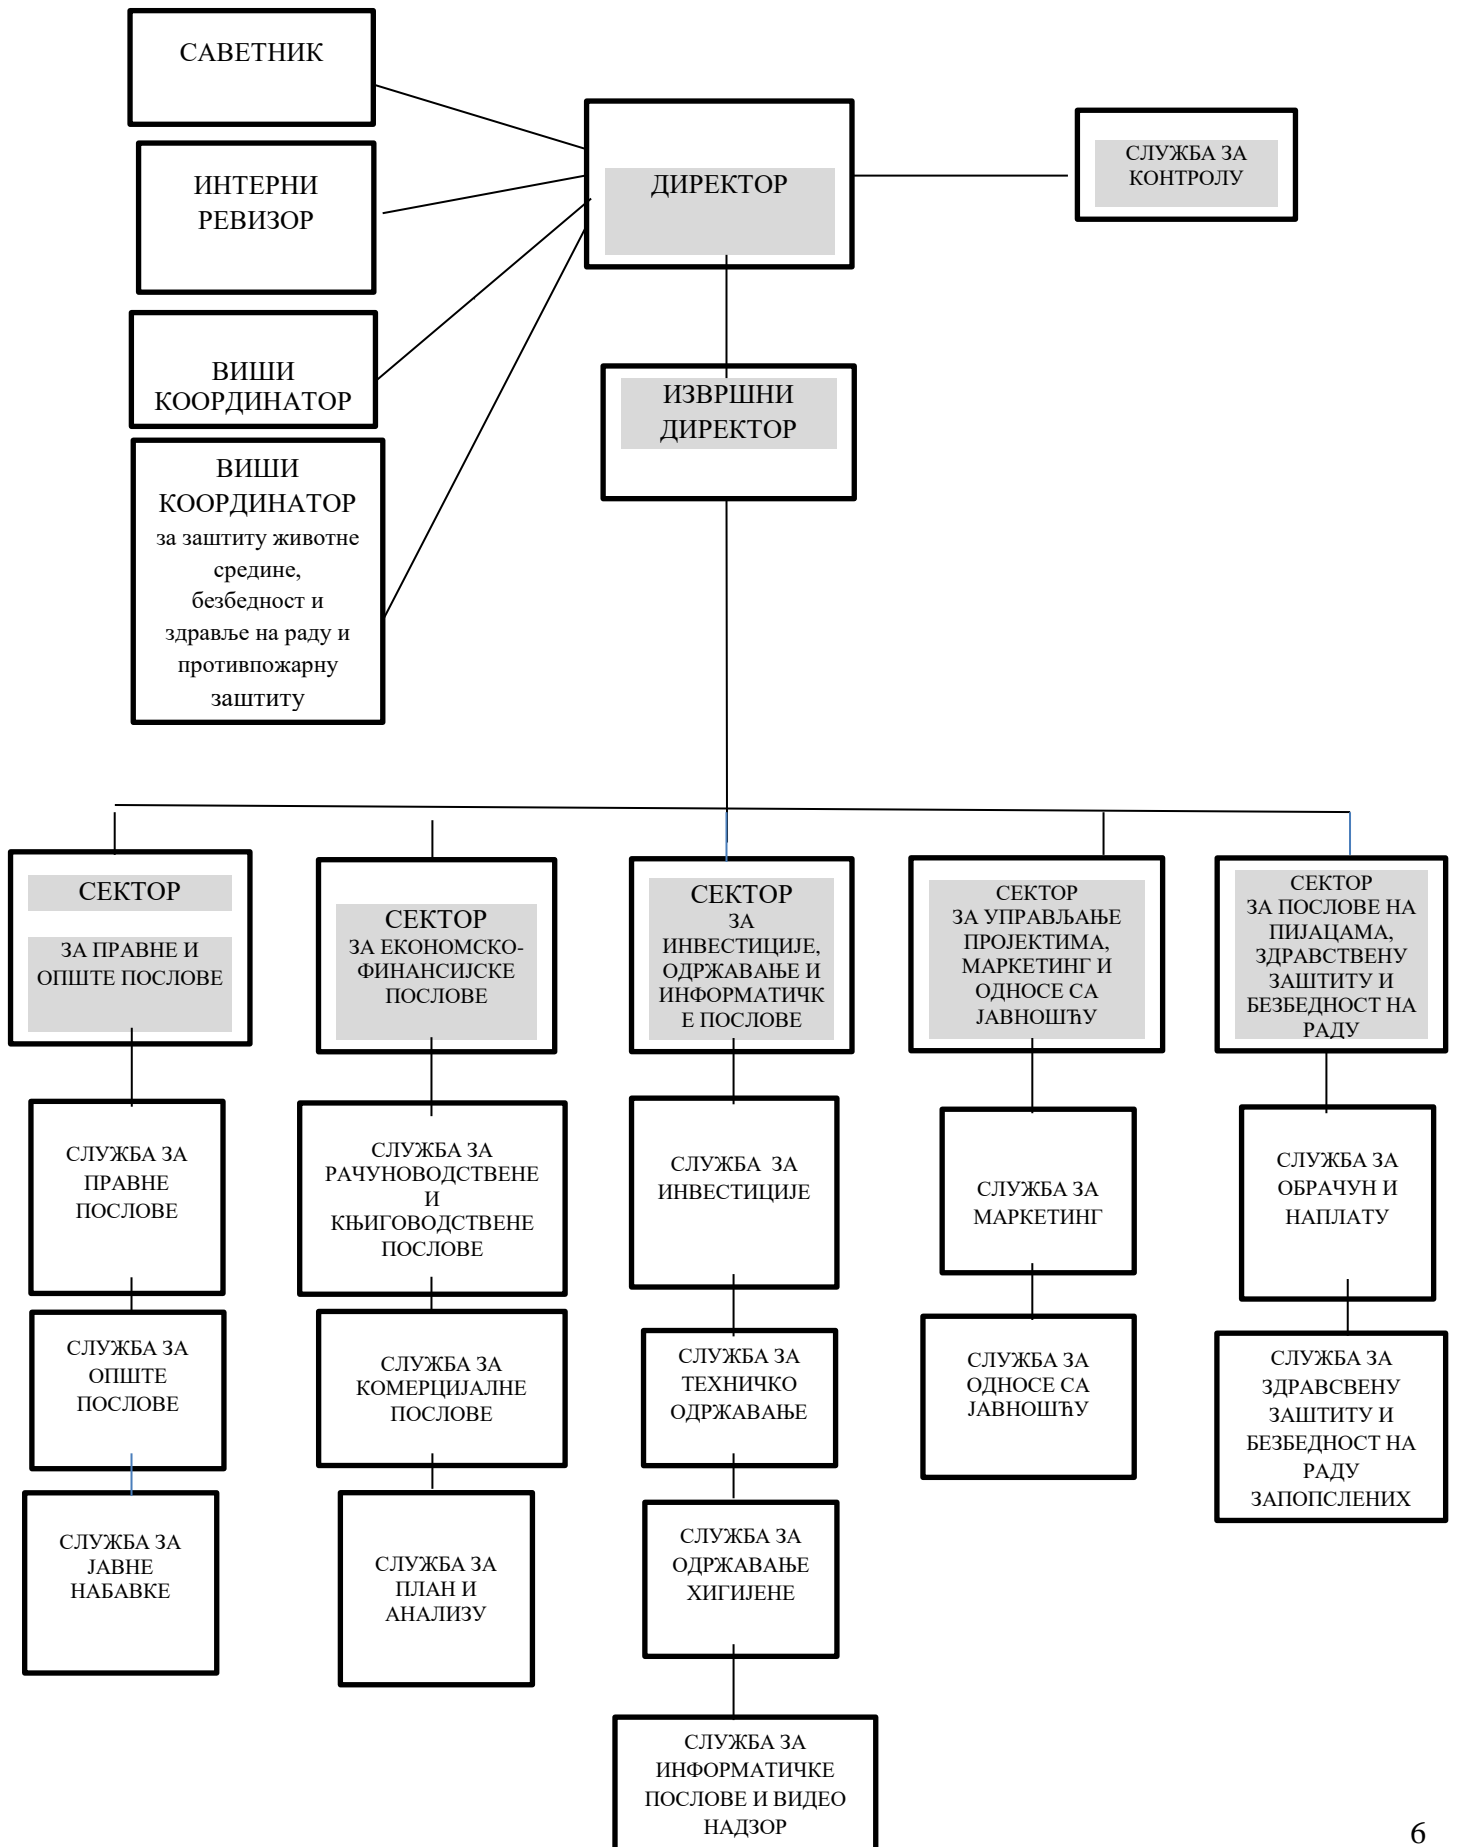 САВЕТНИК
ИНТЕРНИ
РЕВИЗОР
ВИШИ
КООРДИНАТОР
ВИШИ
КООРДИНАТОР
за заштиту животне
средине,
безбедност и
здравље на раду и
противпожарну
заштиту
ДИРЕКТОР
СЛУЖБА ЗА
КОНТРОЛУ
ИЗВРШНИ
ДИРЕКТОР
СЕКТОР
ЗА ПРАВНЕ И
ОПШТЕ ПОСЛОВЕ
СЛУЖБА ЗА
ПРАВНЕ
ПОСЛОВЕ
СЛУЖБА ЗА
ОПШТЕ
ПОСЛОВЕ
СЛУЖБА ЗА
ЈАВНЕ
НАБАВКЕ
СЕКТОР
ЗА ЕКОНОМСКО-
ФИНАНСИЈСКЕ
ПОСЛОВЕ
СЛУЖБА ЗА
РАЧУНОВОДСТВЕНЕ
И
КЊИГОВОДСТВЕНЕ
ПОСЛОВЕ
СЛУЖБА ЗА
КОМЕРЦИЈАЛНЕ
ПОСЛОВЕ
СЛУЖБА ЗА
ПЛАН И
АНАЛИЗУ
СЕКТОР
ЗА
ИНВЕСТИЦИЈЕ,
ОДРЖАВАЊЕ И
ИНФОРМАТИЧК
Е ПОСЛОВЕ
СЛУЖБА ЗА
ИНВЕСТИЦИЈЕ
СЛУЖБА ЗА
ТЕХНИЧКО
ОДРЖАВАЊЕ
СЛУЖБА ЗА
ОДРЖАВАЊЕ
ХИГИЈЕНЕ
СЛУЖБА ЗА
ИНФОРМАТИЧКЕ
ПОСЛОВЕ И ВИДЕО
НАДЗОР
СЕКТОР
ЗА УПРАВЉАЊЕ
ПРОЈЕКТИМА,
МАРКЕТИНГ И
ОДНОСЕ СА
ЈАВНОШЋУ
СЛУЖБА ЗА
МАРКЕТИНГ
СЛУЖБА ЗА
ОДНОСЕ СА
ЈАВНОШЋУ
СЕКТОР
ЗА ПОСЛОВЕ НА
ПИЈАЦАМА,
ЗДРАВСТВЕНУ
ЗАШТИТУ И
БЕЗБЕДНОСТ НА
РАДУ
СЛУЖБА ЗА
ОБРАЧУН И
НАПЛАТУ
СЛУЖБА ЗА
ЗДРАВСВЕНУ
ЗАШТИТУ И
БЕЗБЕДНОСТ НА
РАДУ
ЗАПОПСЛЕНИХ
6